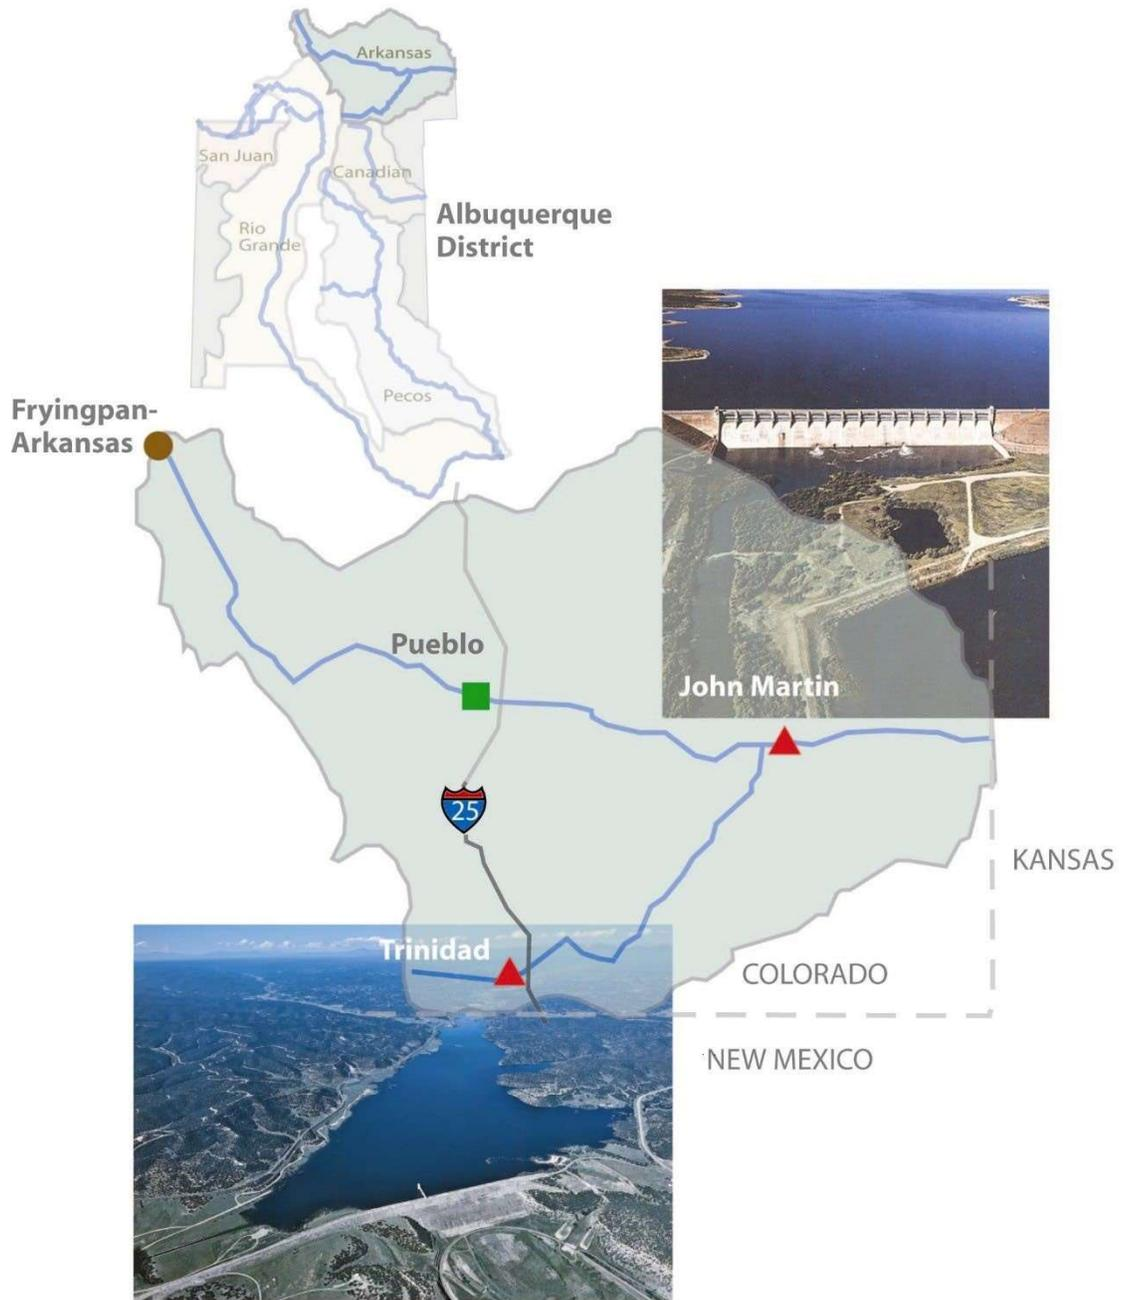 Arkansas
San Juan
Canadian
Albuquerque
District
Rio
Grande
Pecos
Fryingpan-
Arkansas
Pueblo
John Martin
25
KANSAS
Trinidad
COLORADO
NEW MEXICO